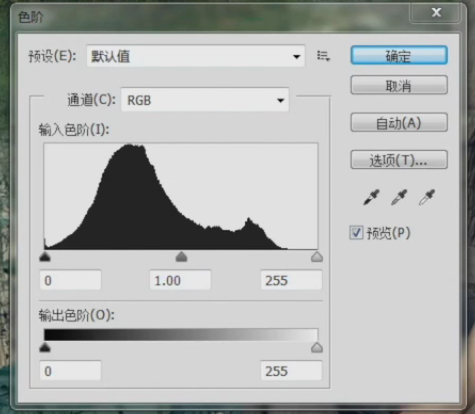 色阶
预设(E): 默认值
确定
取消
通道(C): RGB
自动(A)
输入色阶(I):
选项(T)...
预览(P)
0 1.00 255
输出色阶(O):
0 255